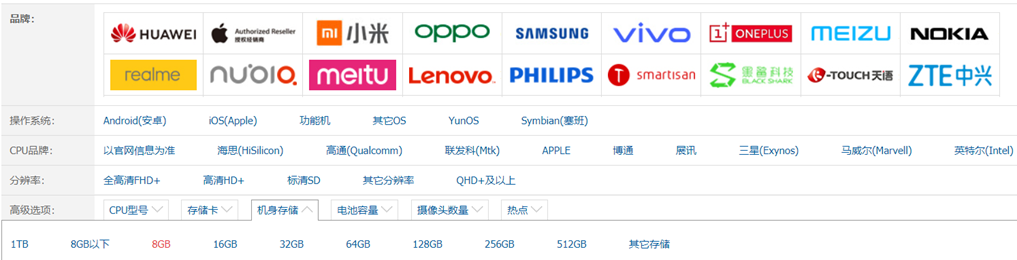 品牌：
HUAWEI Authorized Reseller 授权经销商 小米 OPPO SAMSUNG vivo 1+ ONEPLUS MEIZU NOKIA
realme nubia meitu Lenovo PHILIPS smartisan 黑鲨科技 BLACK SHARK K-TOUCH天语 ZTE中兴
操作系统： Android(安卓) iOS(Apple) 功能机 其它OS YunOS Symbian(塞班)
CPU品牌： 以官网信息为准 海思(HiSilicon) 高通(Qualcomm) 联发科(Mtk) APPLE 博通 展讯 三星(Exynos) 马威尔(Marvell) 英特尔(Intel)
分辨率： 全高清FHD+ 高清HD+ 标清SD 其它分辨率 QHD+及以上
高级选项： CPU型号 存储卡 机身存储 电池容量 摄像头数量 热点
1TB 8GB以下 8GB 16GB 32GB 64GB 128GB 256GB 512GB 其它存储